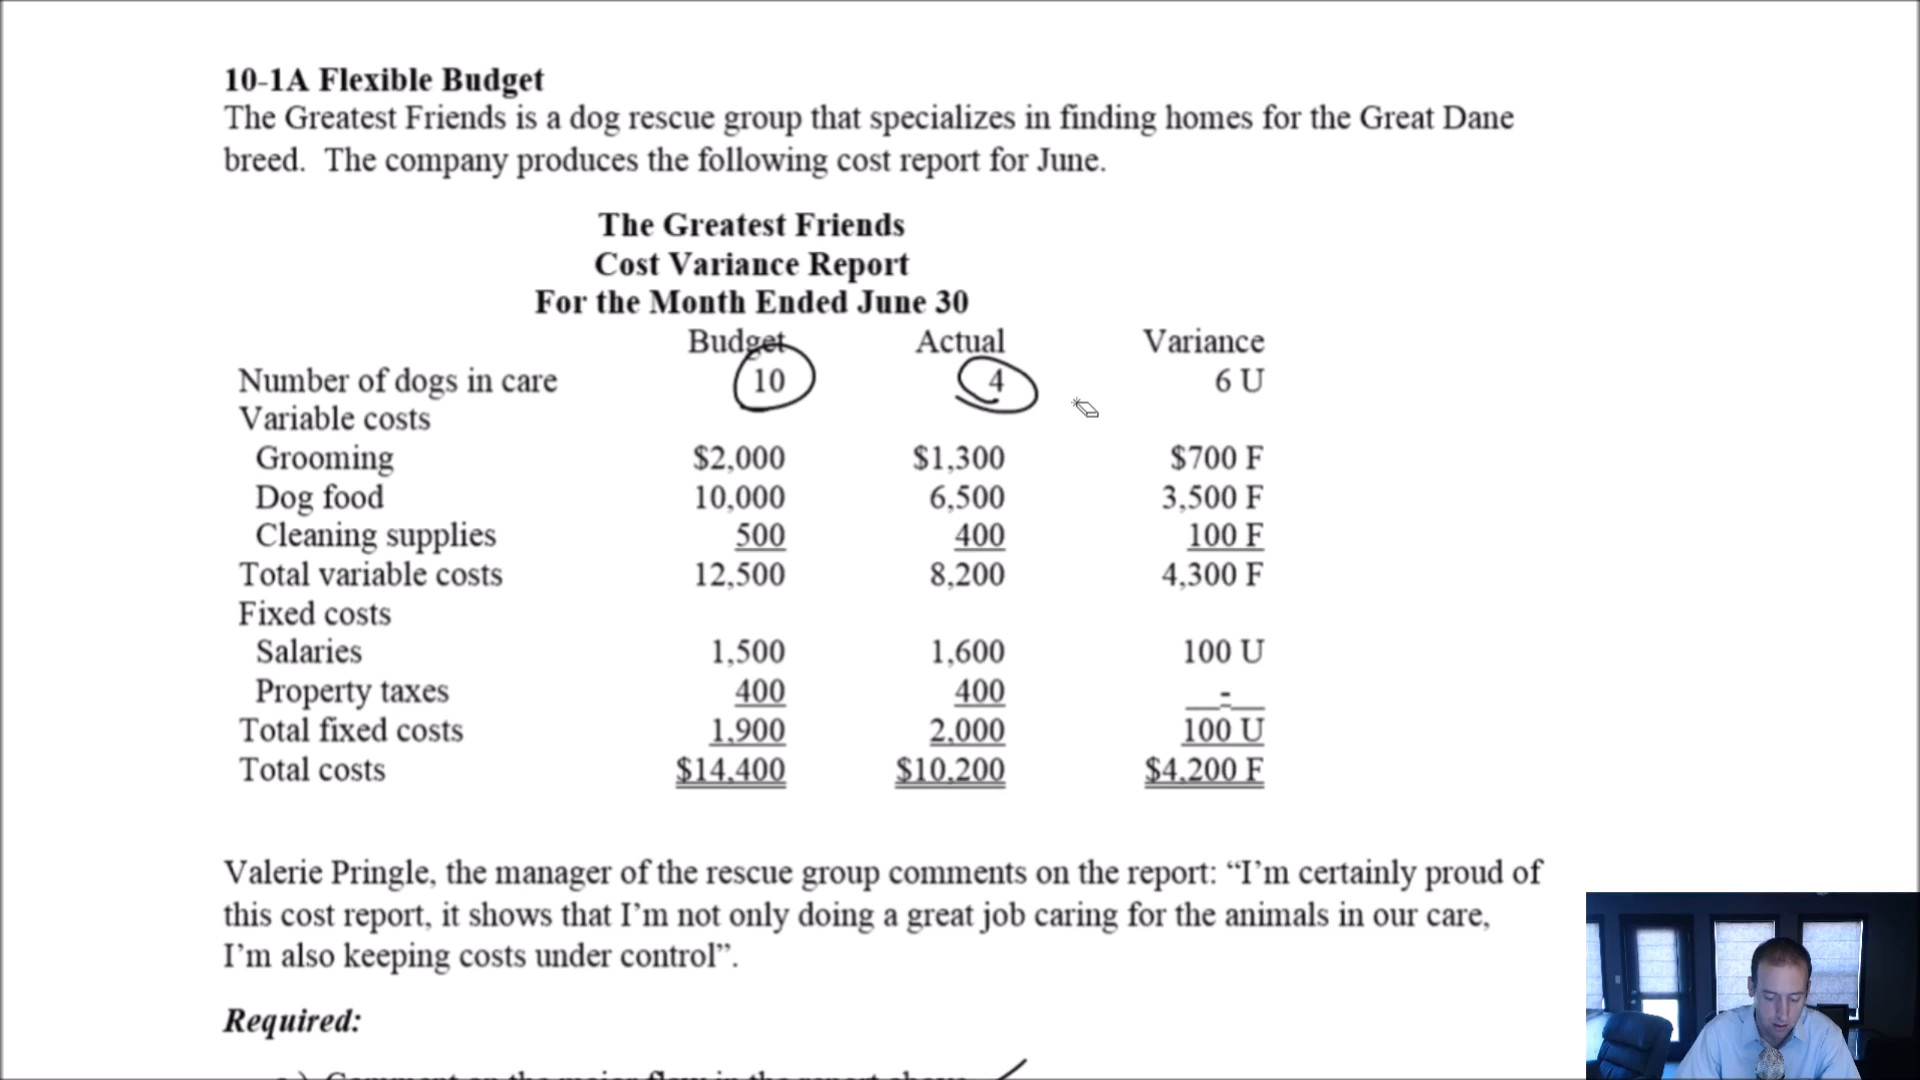 10-1A Flexible Budget
The Greatest Friends is a dog rescue group that specializes in finding homes for the Great Dane
breed. The company produces the following cost report for June.
The Greatest Friends
Cost Variance Report
For the Month Ended June 30
Budget Actual Variance
Number of dogs in care 10 4 6 U
Variable costs
Grooming $2,000 $1,300 $700 F
Dog food 10,000 6,500 3,500 F
Cleaning supplies 500 400 100 F
Total variable costs 12,500 8,200 4,300 F
Fixed costs
Salaries 1,500 1,600 100 U
Property taxes 400 400 -
Total fixed costs 1,900 2,000 100 U
Total costs $14,400 $10,200 $4,200 F
Valerie Pringle, the manager of the rescue group comments on the report: “I’m certainly proud of
this cost report, it shows that I’m not only doing a great job caring for the animals in our care,
I’m also keeping costs under control”.
Required: